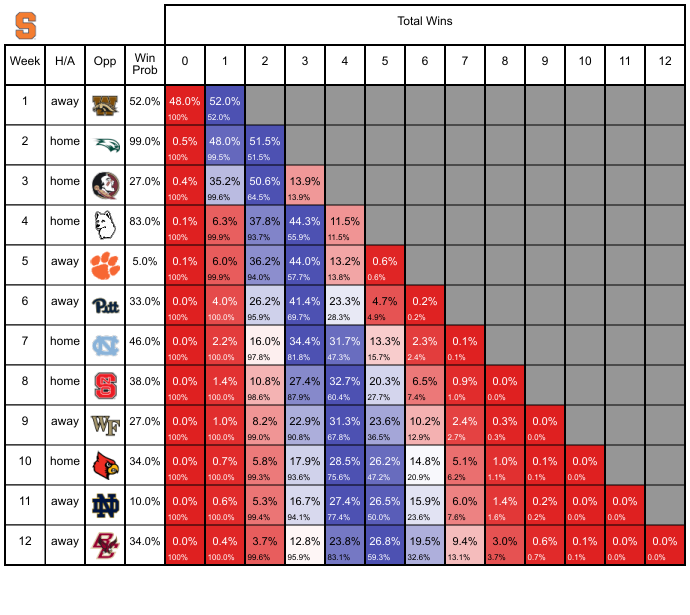 S
Total Wins
Week H/A Opp Win Prob 0 1 2 3 4 5 6 7 8 9 10 11 12
1 away W 52.0% 48.0% 52.0%
100% 52.0%
2 home 99.0% 0.5% 48.0% 51.5%
100% 99.5% 51.5%
3 home 27.0% 0.4% 35.2% 50.6% 13.9%
100% 99.6% 64.5% 13.9%
4 home 83.0% 0.1% 6.3% 37.8% 44.3% 11.5%
100% 99.9% 93.7% 55.9% 11.5%
5 away 5.0% 0.1% 6.0% 36.2% 44.0% 13.2% 0.6%
100% 99.9% 94.0% 57.7% 13.8% 0.6%
6 away Pitt 33.0% 0.0% 4.0% 26.2% 41.4% 23.3% 4.7% 0.2%
100% 100.0% 95.9% 69.7% 28.3% 4.9% 0.2%
7 home NC 46.0% 0.0% 2.2% 16.0% 34.4% 31.7% 13.3% 2.3% 0.1%
100% 100.0% 97.8% 81.8% 47.3% 15.7% 2.4% 0.1%
8 home S 38.0% 0.0% 1.4% 10.8% 27.4% 32.7% 20.3% 6.5% 0.9% 0.0%
100% 100.0% 98.6% 87.9% 60.4% 27.7% 7.4% 1.0% 0.0%
9 away WF 27.0% 0.0% 1.0% 8.2% 22.9% 31.3% 23.6% 10.2% 2.4% 0.3% 0.0%
100% 100.0% 99.0% 90.8% 67.8% 36.5% 12.9% 2.7% 0.3% 0.0%
10 home 34.0% 0.0% 0.7% 5.8% 17.9% 28.5% 26.2% 14.8% 5.1% 1.0% 0.1% 0.0%
100% 100.0% 99.3% 93.6% 75.6% 47.2% 20.9% 6.2% 1.1% 0.1% 0.0%
11 away ND 10.0% 0.0% 0.6% 5.3% 16.7% 27.4% 26.5% 15.9% 6.0% 1.4% 0.2% 0.0% 0.0%
100% 100.0% 99.4% 94.1% 77.4% 50.0% 23.6% 7.6% 1.6% 0.2% 0.0% 0.0%
12 away BC 34.0% 0.0% 0.4% 3.7% 12.8% 23.8% 26.8% 19.5% 9.4% 3.0% 0.6% 0.1% 0.0% 0.0%
100% 100.0% 99.6% 95.9% 83.1% 59.3% 32.6% 13.1% 3.7% 0.7% 0.1% 0.0% 0.0%